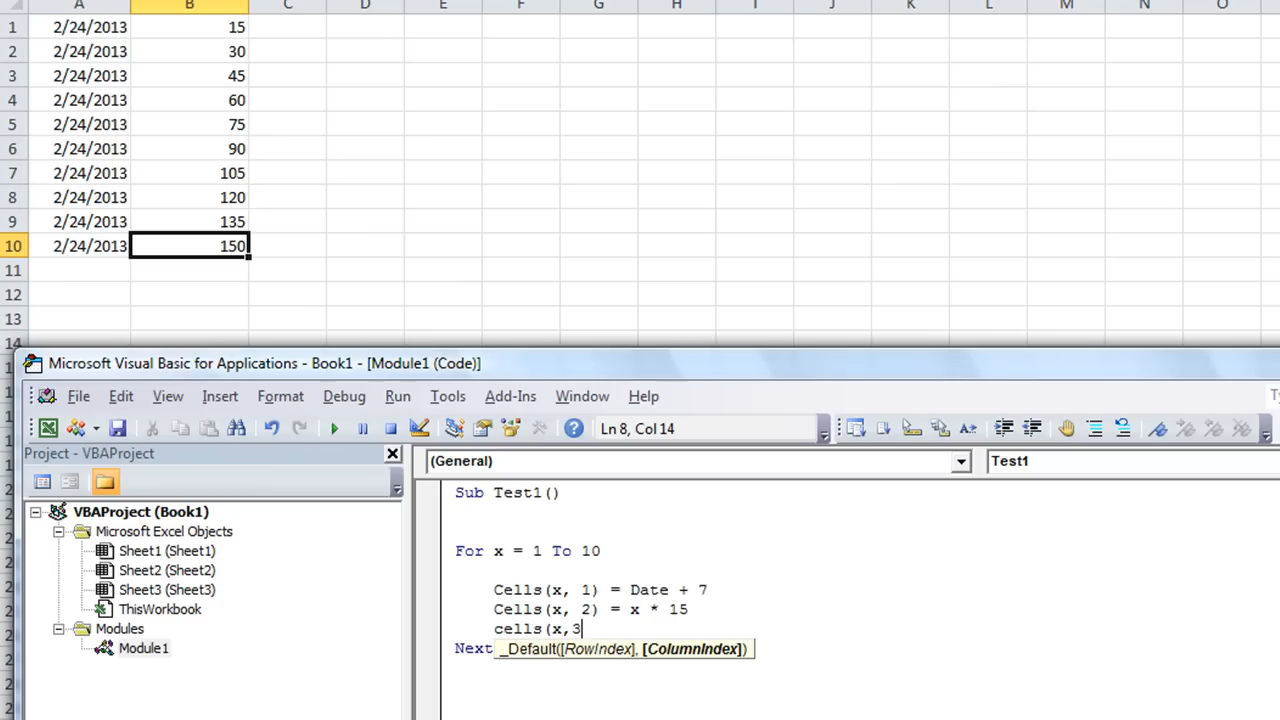 A B C D E F G H I J K L M N O
1 2/24/2013 15
2 2/24/2013 30
3 2/24/2013 45
4 2/24/2013 60
5 2/24/2013 75
6 2/24/2013 90
7 2/24/2013 105
8 2/24/2013 120
9 2/24/2013 135
10 2/24/2013 150
11
12
13
14
Microsoft Visual Basic for Applications - Book1 - [Module1 (Code)]
File Edit View Insert Format Debug Run Tools Add-Ins Window Help
Ln 8, Col 14
Project - VBAProject
(General) Test1
VBAProject (Book1)
Microsoft Excel Objects
Sheet1 (Sheet1)
Sheet2 (Sheet2)
Sheet3 (Sheet3)
ThisWorkbook
Modules
Module1
Sub Test1()
For x = 1 To 10
Cells(x, 1) = Date + 7
Cells(x, 2) = x * 15
cells(x,3
Next
_Default([RowIndex], [ColumnIndex])